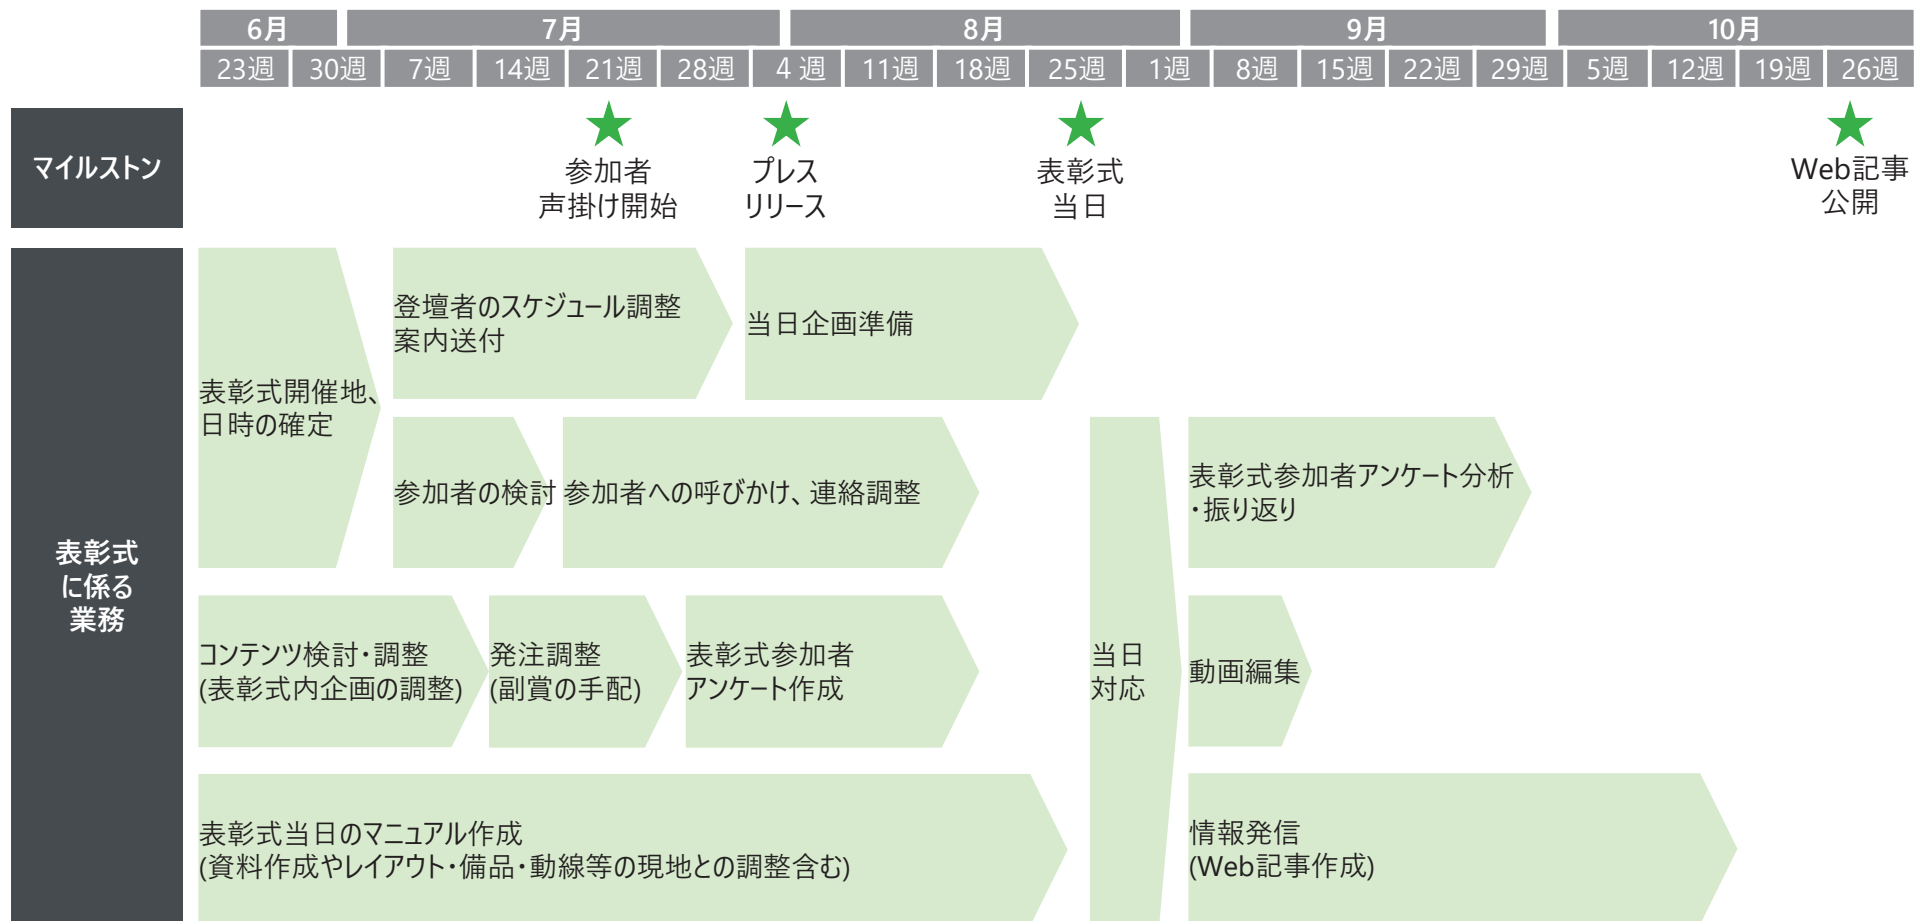 6月 7月 8月 9月 10月
23週 30週 7週 14週 21週 28週 4 週 11週 18週 25週 1週 8週 15週 22週 29週 5週 12週 19週 26週
マイルストン
参加者
声掛け開始
プレス
リリース
表彰式
当日
Web記事
公開
表彰式
に係る
業務
表彰式開催地、
日時の確定
登壇者のスケジュール調整
案内送付
当日企画準備
参加者の検討
参加者への呼びかけ、連絡調整
表彰式参加者アンケート分析
・振り返り
コンテンツ検討・調整
(表彰式内企画の調整)
発注調整
(副賞の手配)
表彰式参加者
アンケート作成
当日
対応
動画編集
表彰式当日のマニュアル作成
(資料作成やレイアウト・備品・動線等の現地との調整含む)
情報発信
(Web記事作成)